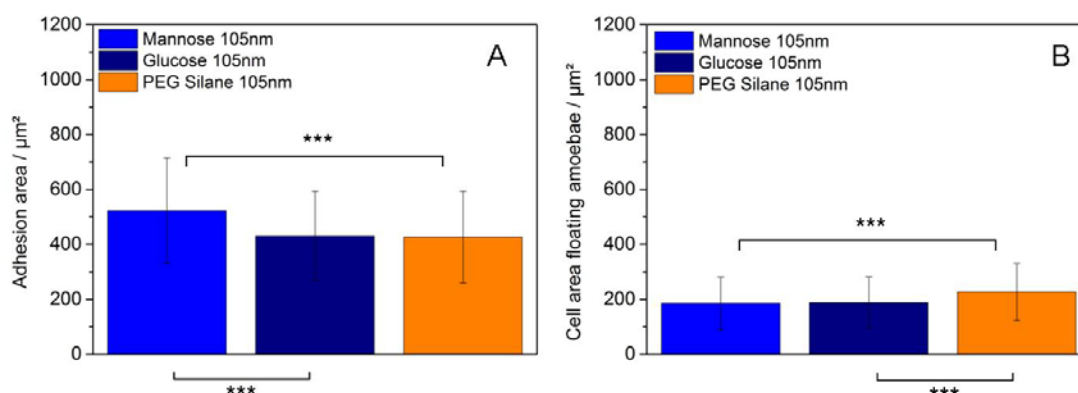 1200
1000
800
600
400
200
0
Adhesion area / µm²
Mannose 105nm
Glucose 105nm
PEG Silane 105nm
A
***
***
1200
1000
800
600
400
200
0
Cell area floating amoebae / µm²
Mannose 105nm
Glucose 105nm
PEG Silane 105nm
B
***
***